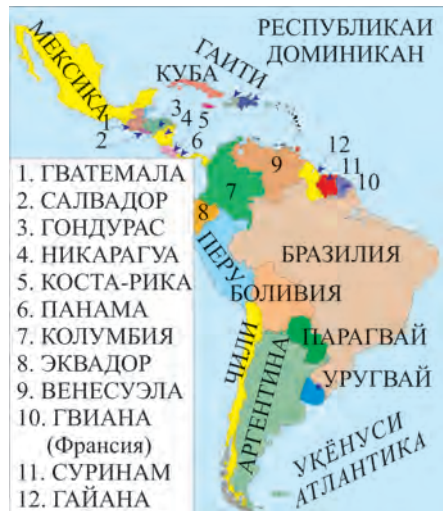 РЕСПУБЛИКАИ
ДОМИНИКАН
МЕКСИКА
ГАИТИ
КУБА
1
2
3
4
5
6
12
11
10
9
7
8
1. ГВАТЕМАЛА
2. САЛВАДОР
3. ГОНДУРАС
4. НИКАРАГУА
5. КОСТА-РИКА
6. ПАНАМА
7. КОЛУМБИЯ
8. ЭКВАДОР
9. ВЕНЕСУЭЛА
10. ГВИАНА
(Франсия)
11. СУРИНАМ
12. ГАЙАНА
ПЕРУ
БРАЗИЛИЯ
БОЛИВИЯ
ПАРАГВАЙ
ЧИЛИ
АРГЕНТИНА
УРУГВАЙ
УҚЁНУСИ
АТЛАНТИКА